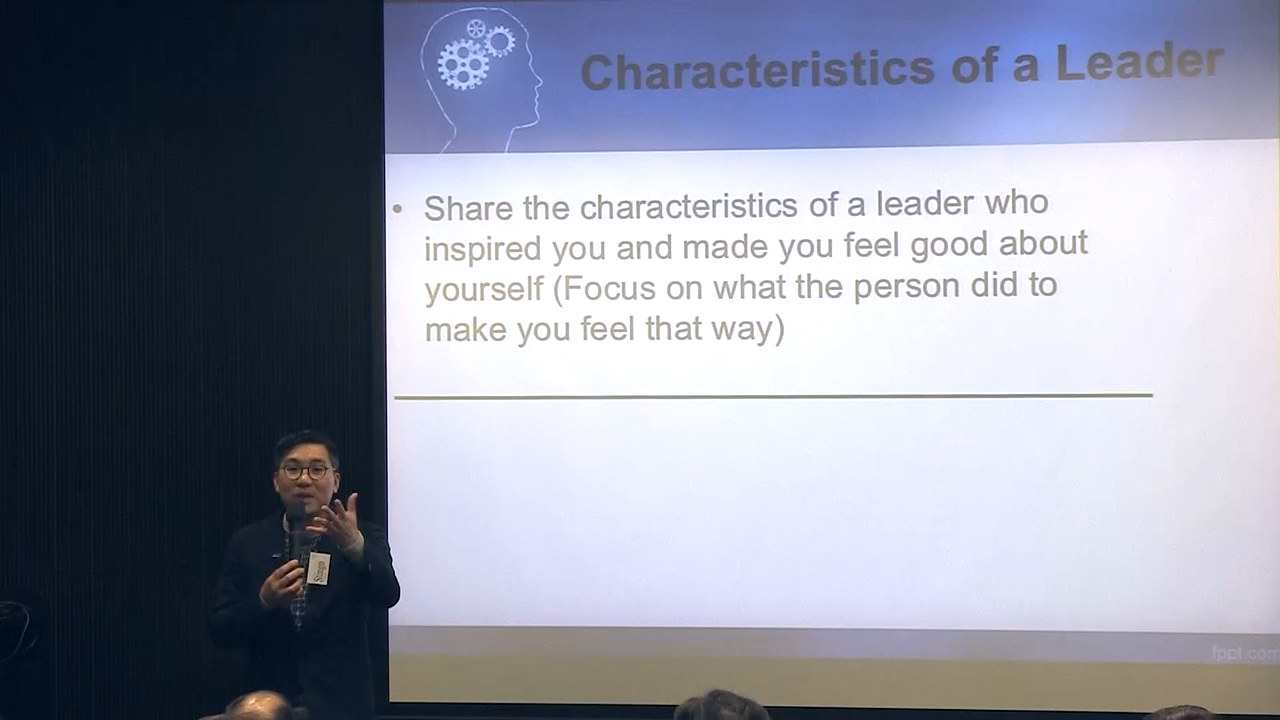 Characteristics of a Leader
• Share the characteristics of a leader who
inspired you and made you feel good about
yourself (Focus on what the person did to
make you feel that way)
fppt.com